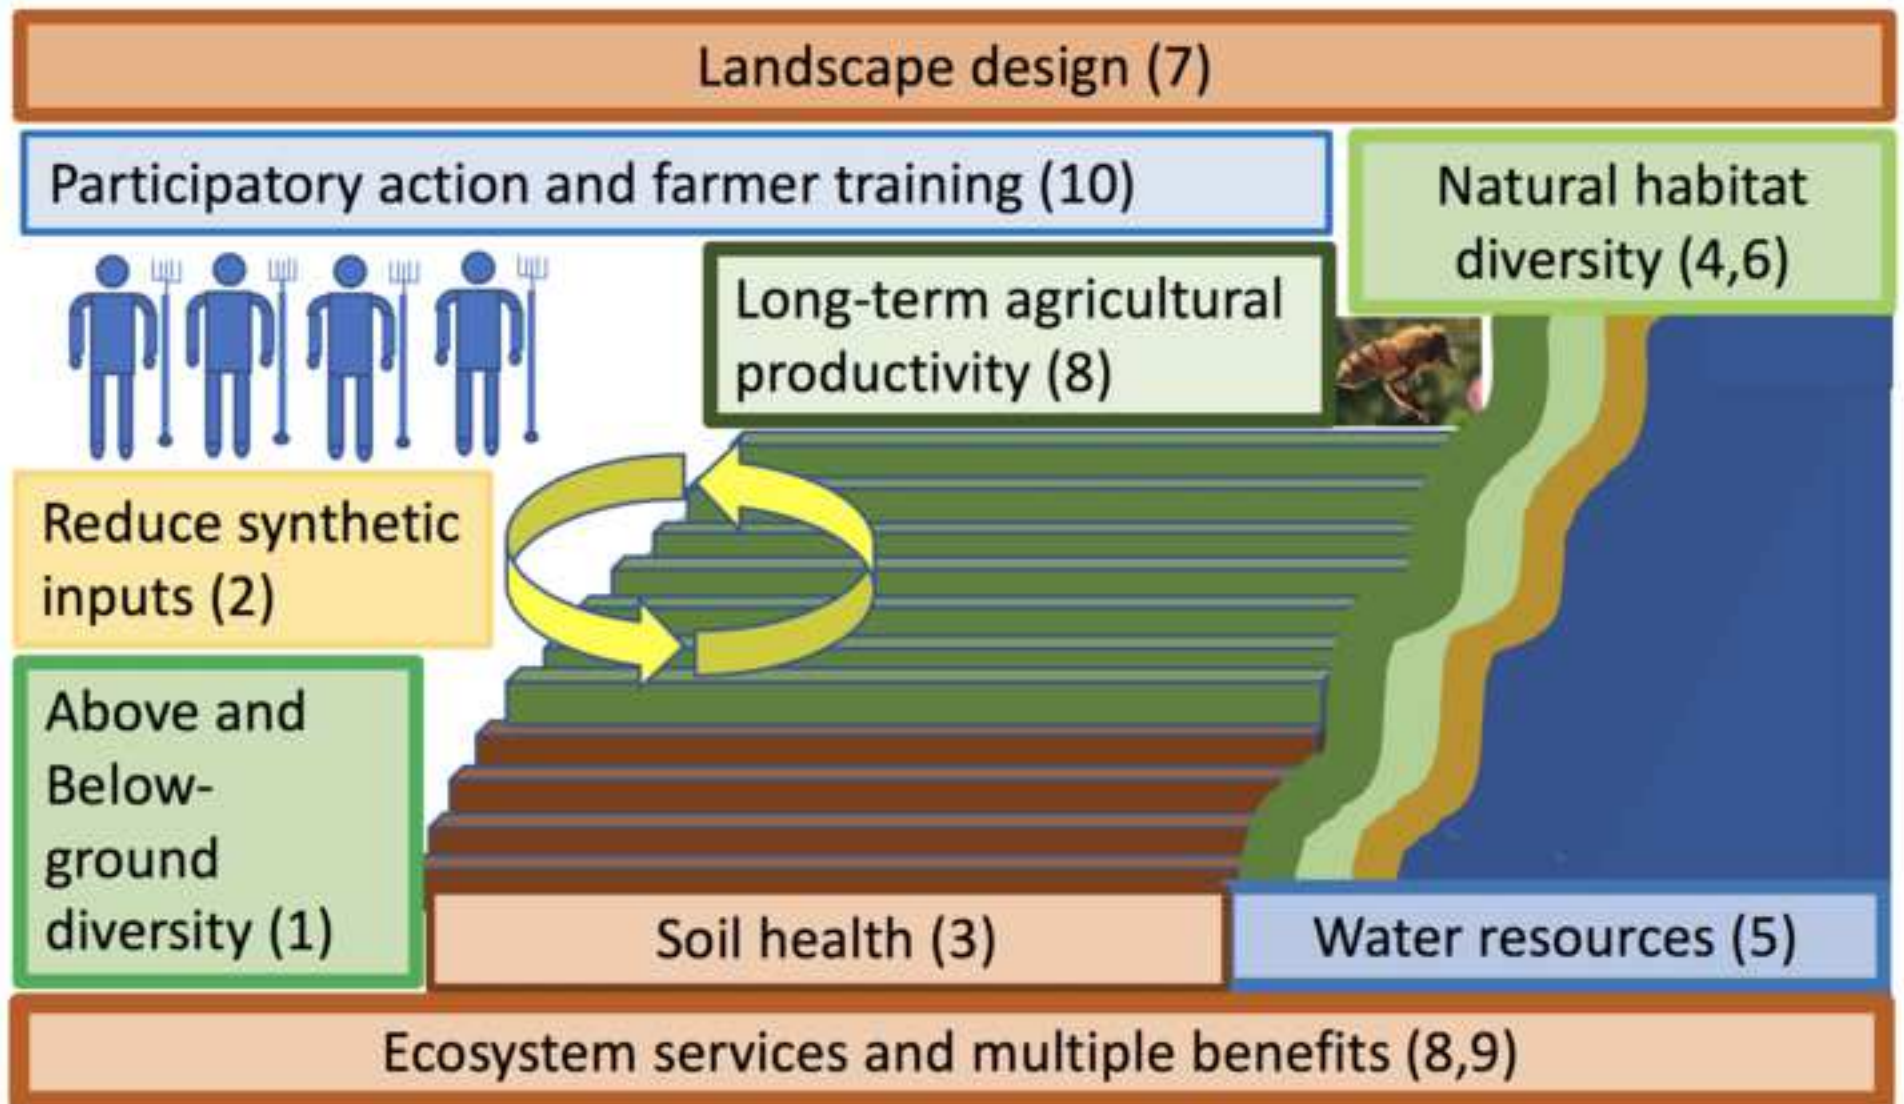 Landscape design (7)
Participatory action and farmer training (10)
Natural habitat
diversity (4,6)
Long-term agricultural
productivity (8)
Reduce synthetic
inputs (2)
Above and
Below-
ground
diversity (1)
Soil health (3)
Water resources (5)
Ecosystem services and multiple benefits (8,9)